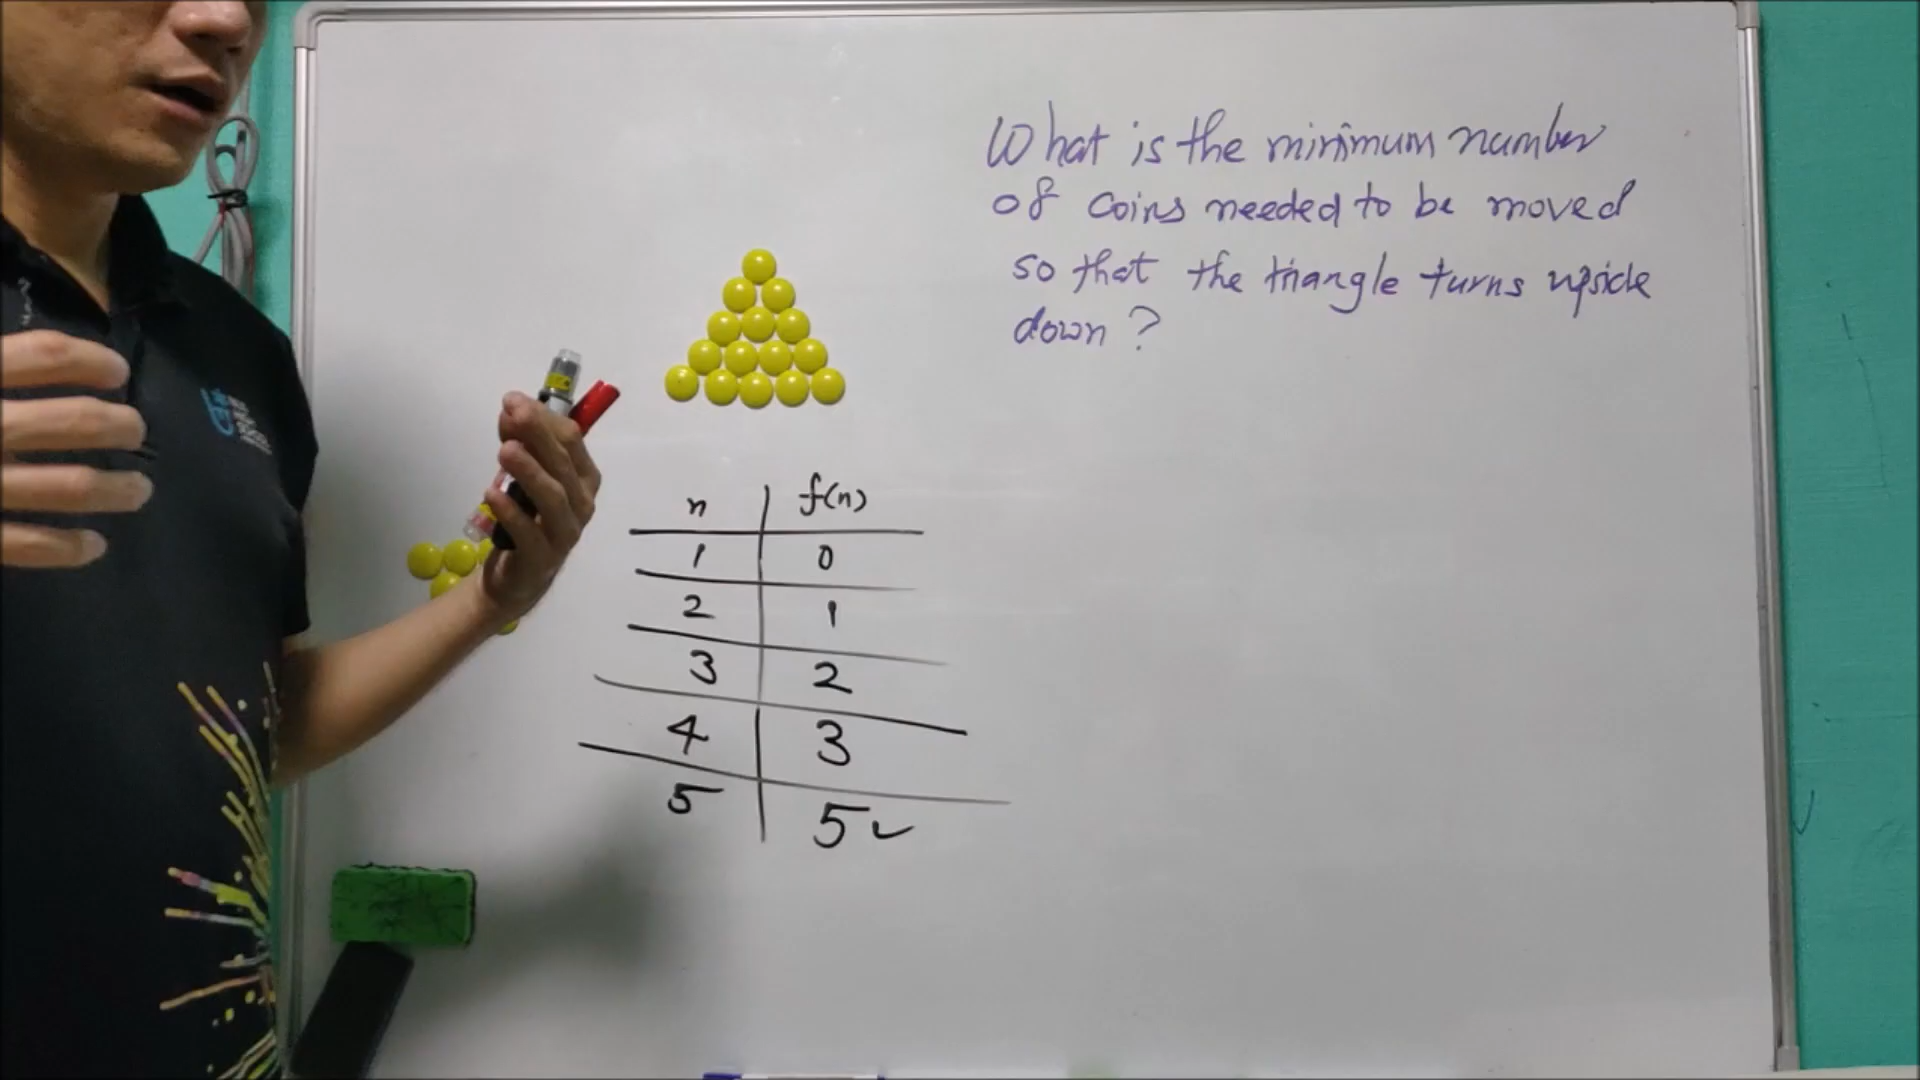 What is the minimum number
of coins needed to be moved
so that the triangle turns upside
down?
n f(n)
1 0
2 1
3 2
4 3
5 5